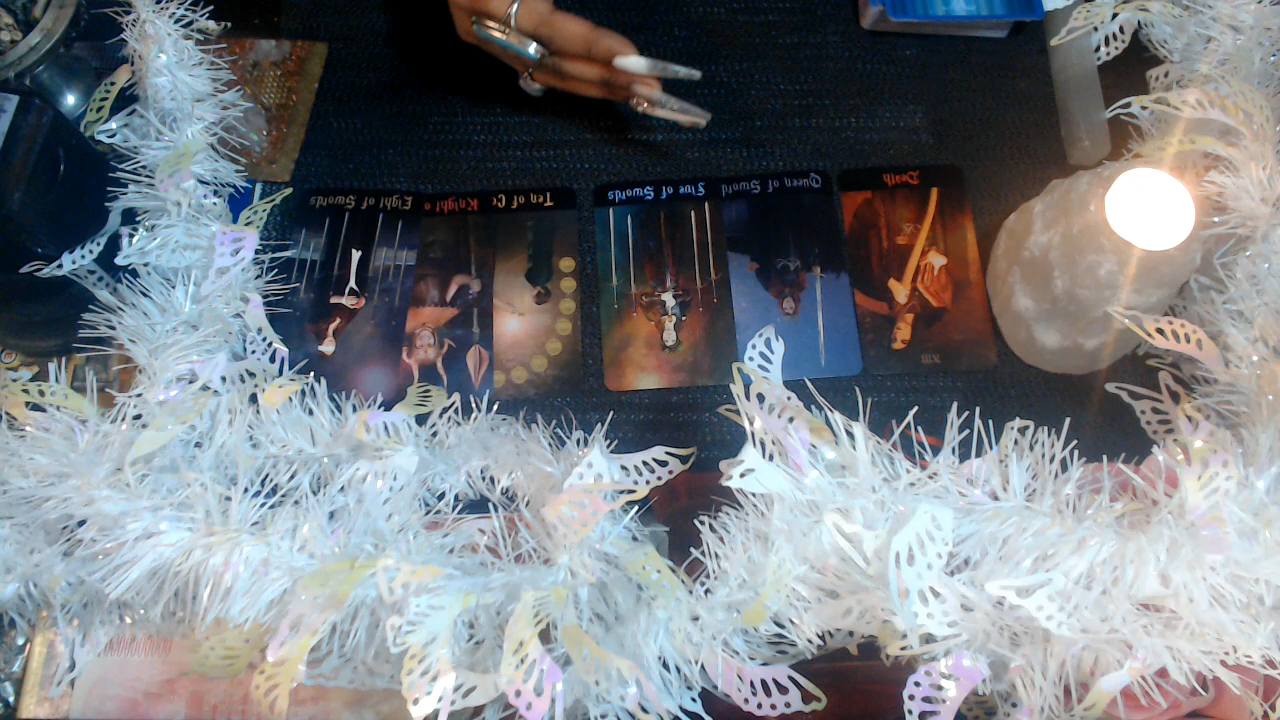 Eight of Swords
Knight o
Ten of C
Five of Swords
Queen of Sword
Death
XIII